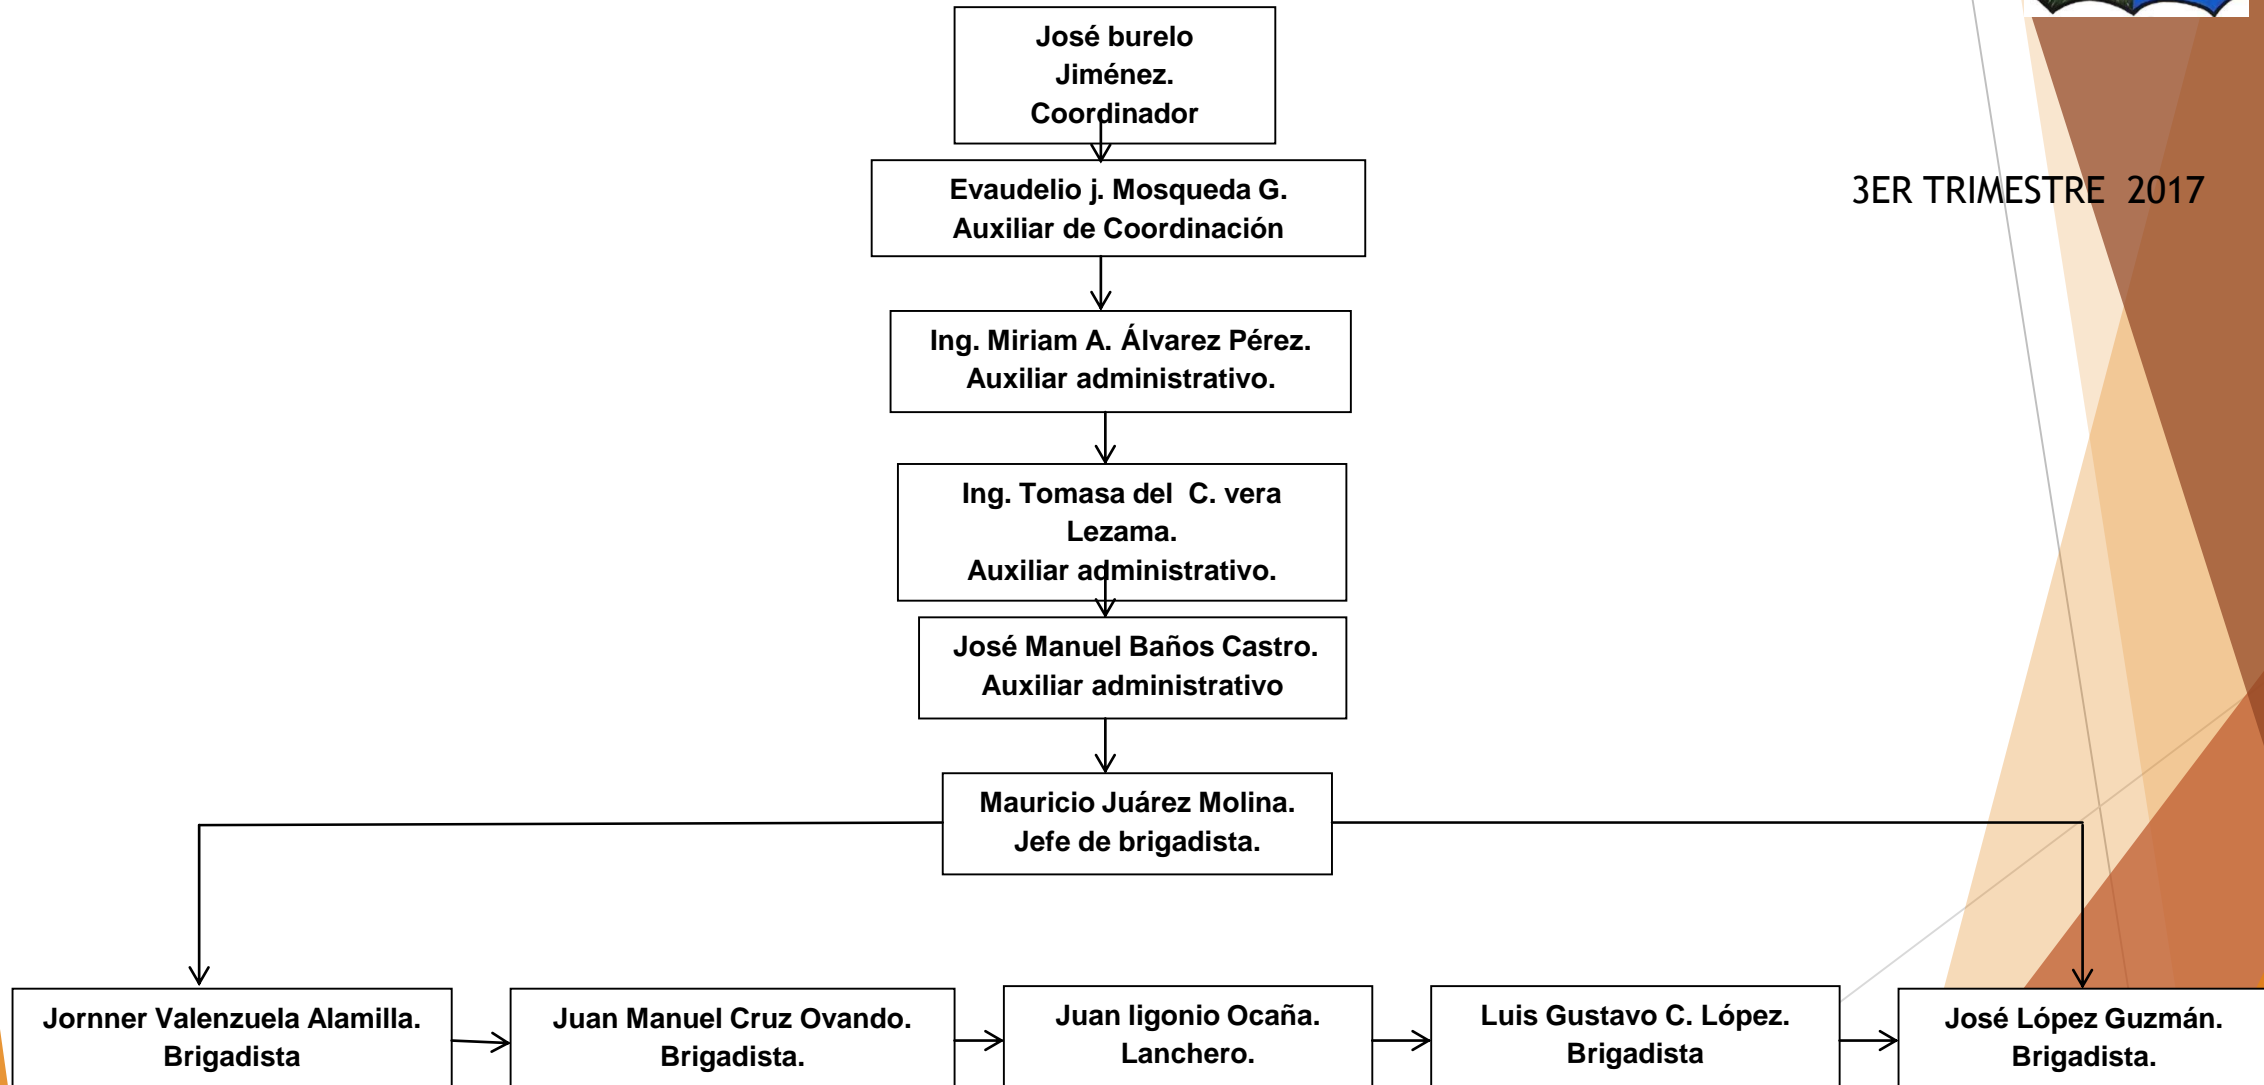 José burelo
Jiménez.
Coordinador
Evaudelio j. Mosqueda G.
Auxiliar de Coordinación
3ER TRIMESTRE 2017
Ing. Miriam A. Álvarez Pérez.
Auxiliar administrativo.
Ing. Tomasa del C. vera
Lezama.
Auxiliar administrativo.
José Manuel Baños Castro.
Auxiliar administrativo
Mauricio Juárez Molina.
Jefe de brigadista.
Jornner Valenzuela Alamilla.
Brigadista
Juan Manuel Cruz Ovando.
Brigadista.
Juan ligonio Ocaña.
Lanchero.
Luis Gustavo C. López.
Brigadista
José López Guzmán.
Brigadista.